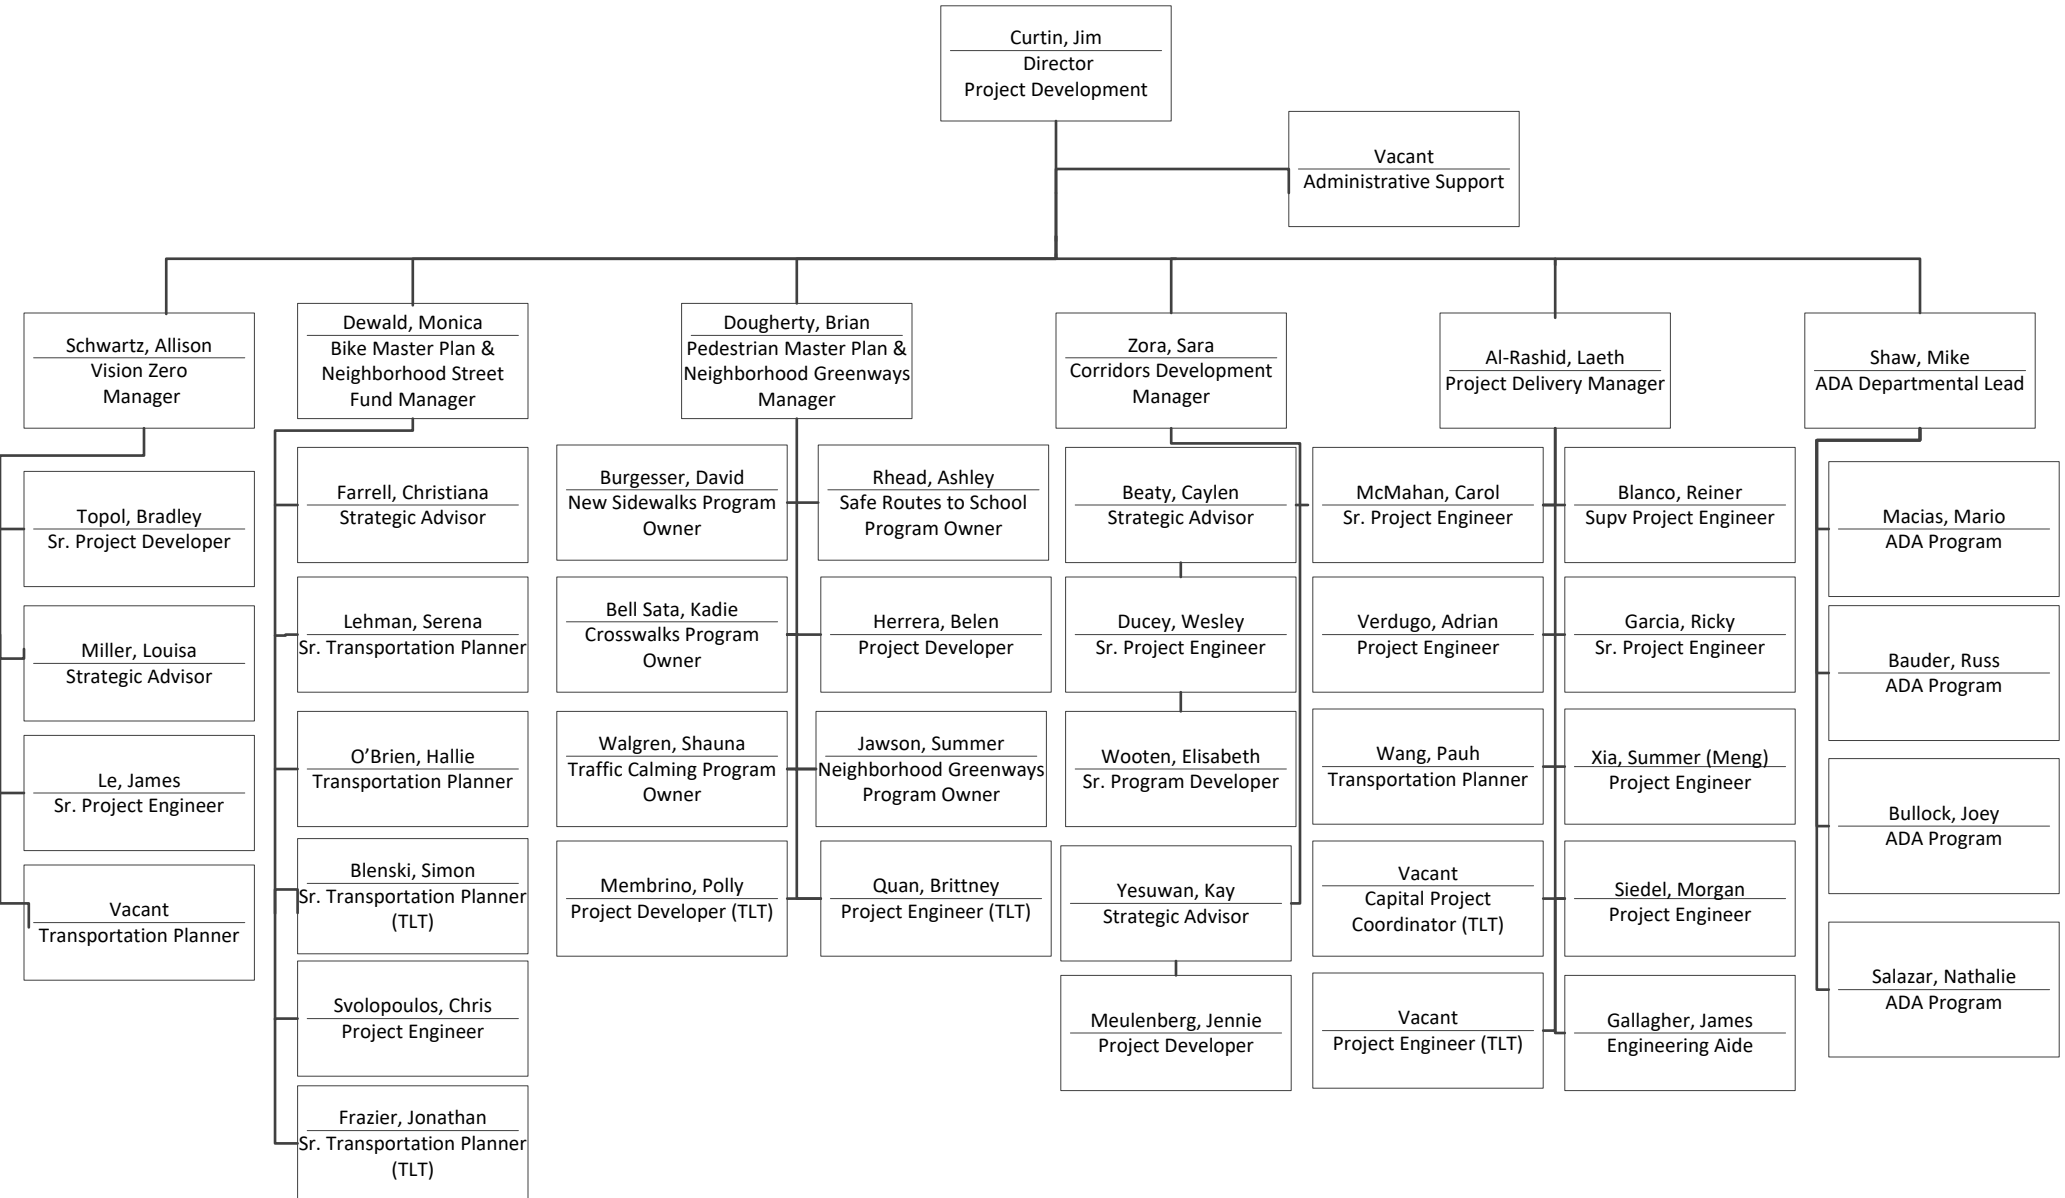 Curtin, Jim
Director
Project Development
Vacant
Administrative Support
Schwartz, Allison
Vision Zero
Manager
Dewald, Monica
Bike Master Plan &
Neighborhood Street
Fund Manager
Dougherty, Brian
Pedestrian Master Plan &
Neighborhood Greenways
Manager
Zora, Sara
Corridors Development
Manager
Al-Rashid, Laeth
Project Delivery Manager
Shaw, Mike
ADA Departmental Lead
Topol, Bradley
Sr. Project Developer
Miller, Louisa
Strategic Advisor
Le, James
Sr. Project Engineer
Vacant
Transportation Planner
Farrell, Christiana
Strategic Advisor
Lehman, Serena
Sr. Transportation Planner
O’Brien, Hallie
Transportation Planner
Blenski, Simon
Sr. Transportation Planner
(TLT)
Svolopoulos, Chris
Project Engineer
Frazier, Jonathan
Sr. Transportation Planner
(TLT)
Burgesser, David
New Sidewalks Program
Owner
Rhead, Ashley
Safe Routes to School
Program Owner
Bell Sata, Kadie
Crosswalks Program
Owner
Herrera, Belen
Project Developer
Walgren, Shauna
Traffic Calming Program
Owner
Jawson, Summer
Neighborhood Greenways
Program Owner
Membrino, Polly
Project Developer (TLT)
Quan, Brittney
Project Engineer (TLT)
Beaty, Caylen
Strategic Advisor
Ducey, Wesley
Sr. Project Engineer
Wooten, Elisabeth
Sr. Program Developer
Yesuwan, Kay
Strategic Advisor
Meulenberg, Jennie
Project Developer
McMahan, Carol
Sr. Project Engineer
Blanco, Reiner
Supv Project Engineer
Verdugo, Adrian
Project Engineer
Garcia, Ricky
Sr. Project Engineer
Wang, Pauh
Transportation Planner
Xia, Summer (Meng)
Project Engineer
Vacant
Capital Project
Coordinator (TLT)
Siedel, Morgan
Project Engineer
Vacant
Project Engineer (TLT)
Gallagher, James
Engineering Aide
Macias, Mario
ADA Program
Bauder, Russ
ADA Program
Bullock, Joey
ADA Program
Salazar, Nathalie
ADA Program